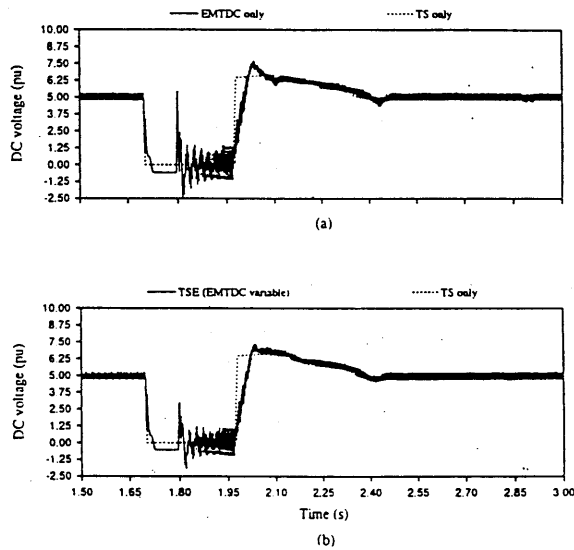 EMTDC only
TS only
DC voltage (pu)
10.00
8.75
7.50
6.25
5.00
3.75
2.50
1.25
0.00
-1.25
-2.50
(a)
TSE (EMTDC variable)
TS only
DC voltage (pu)
10.00
8.75
7.50
6.25
5.00
3.75
2.50
1.25
0.00
-1.25
-2.50
1.50 1.65 1.80 1.95 2.10 2.25 2.40 2.55 2.70 2.85 3.00
Time (s)
(b)